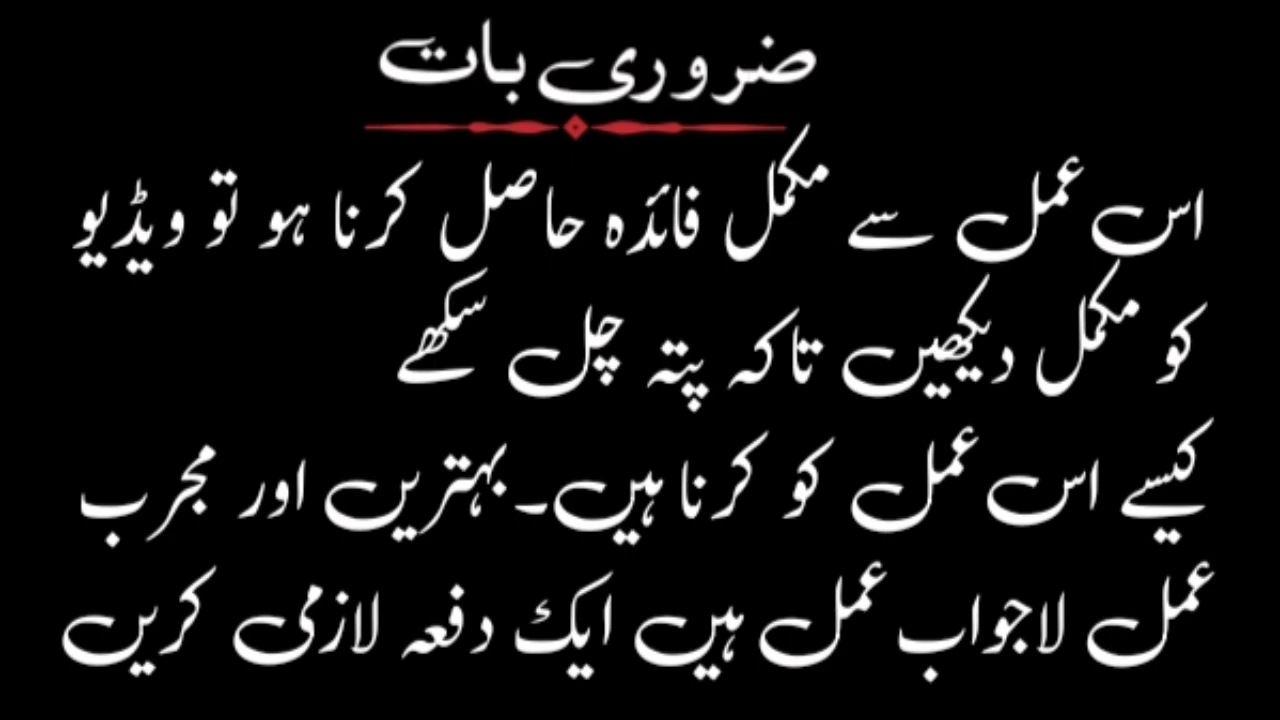 ضروری بات
اس عمل سے مکمل فائدہ حاصل کرنا ہو تو ویڈیو
کو مکمل دیکھیں تاکہ پتہ چل سکھے
کیسے اس عمل کو کرنا ہیں۔بہترین اور مجرب
عمل لاجواب عمل ہیں ایک دفعہ لازمی کریں